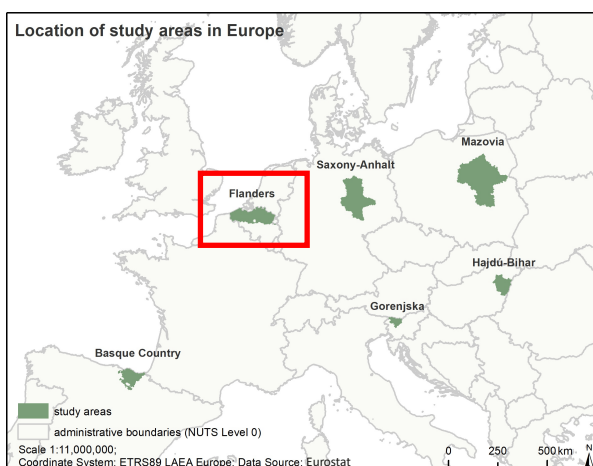 Location of study areas in Europe
Mazovia
Saxony-Anhalt
Flanders
Hajdú-Bihar
Gorenjska
Basque Country
study areas
administrative boundaries (NUTS Level 0)
Scale 1:11,000,000;
0 250 500 km N
Coordinate System: ETRS89 LAEA Europe; Data Source: Eurostat